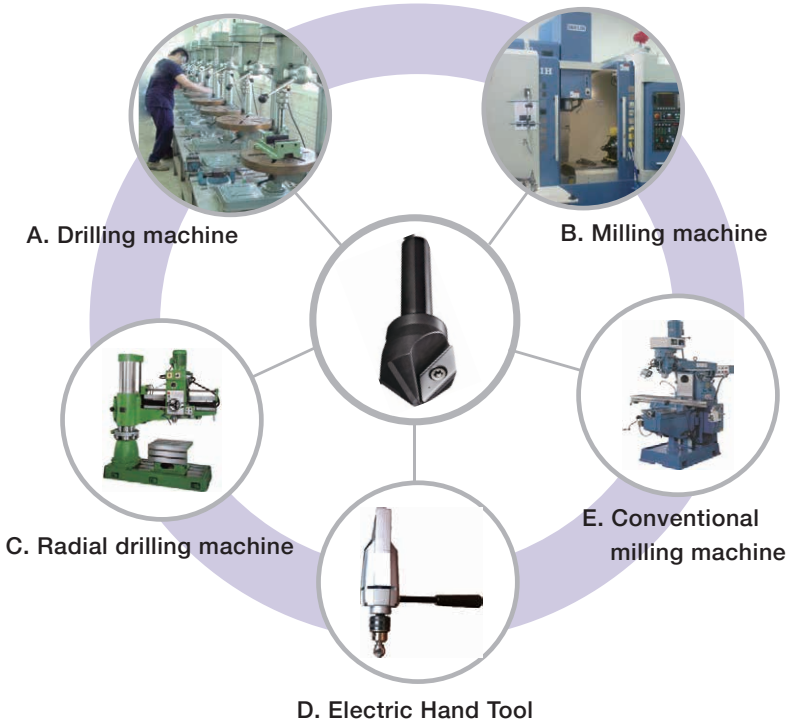 A. Drilling machine
B. Milling machine
C. Radial drilling machine
E. Conventional
milling machine
D. Electric Hand Tool